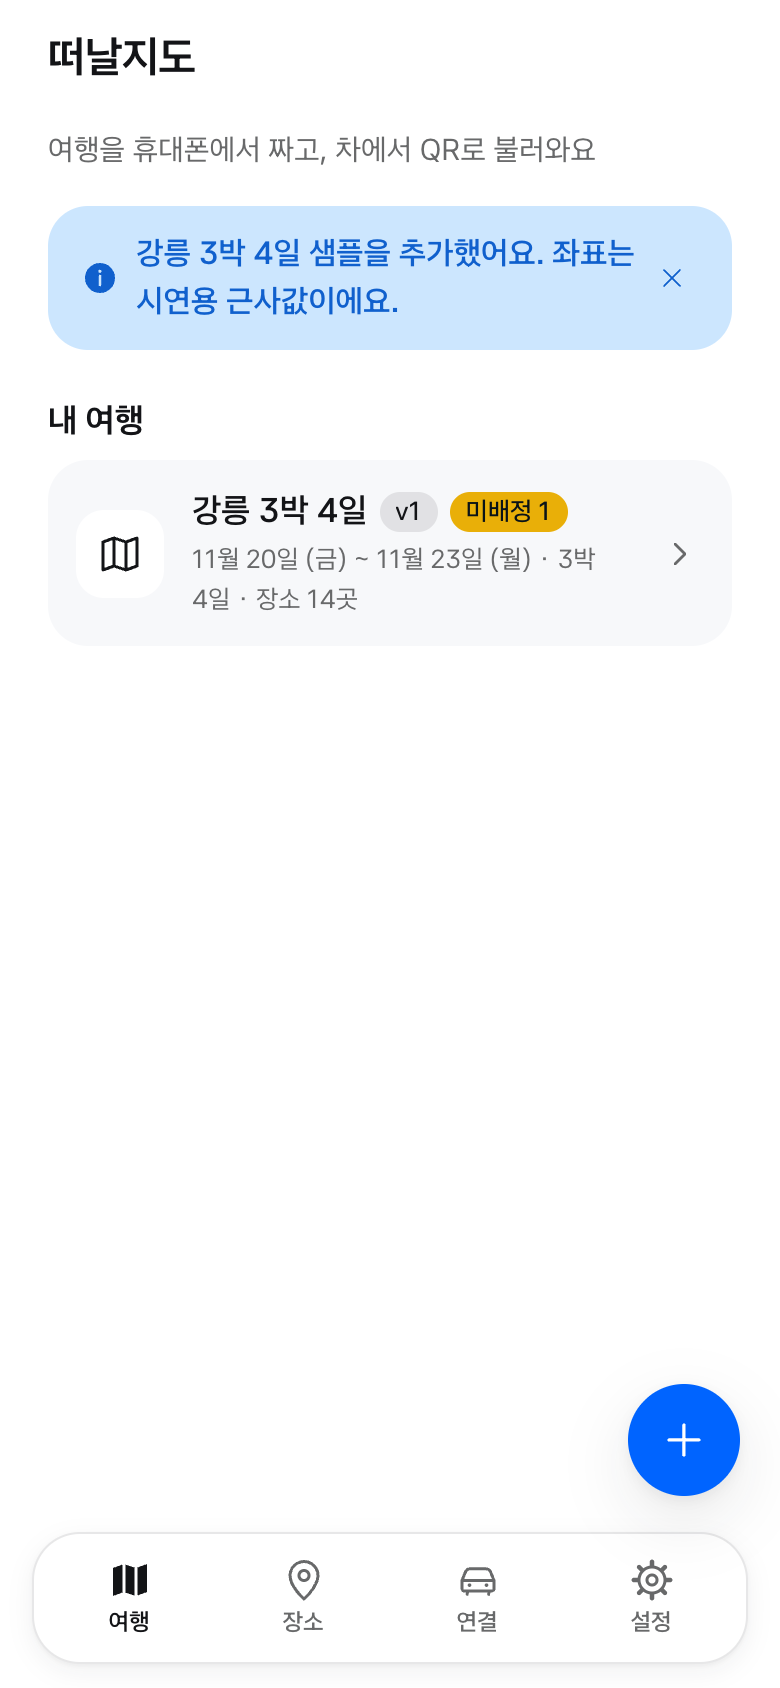 떠날지도
여행을 휴대폰에서 짜고, 차에서 QR로 불러와요
강릉 3박 4일 샘플을 추가했어요. 좌표는
시연용 근사값이에요.
내 여행
강릉 3박 4일 v1 미배정 1
11월 20일 (금) ~ 11월 23일 (월) · 3박
4일 · 장소 14곳
여행 장소 연결 설정